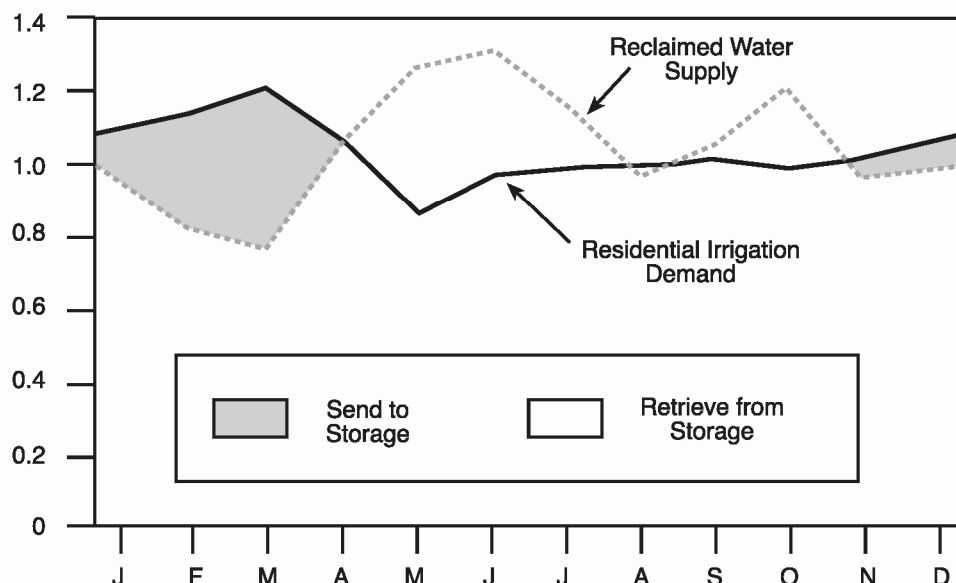 1.4
1.2
1.0
0.8
0.6
0.4
0.2
0
Reclaimed Water
Supply
Residential Irrigation
Demand
Send to
Storage
Retrieve from
Storage
J F M A M J J A S O N D